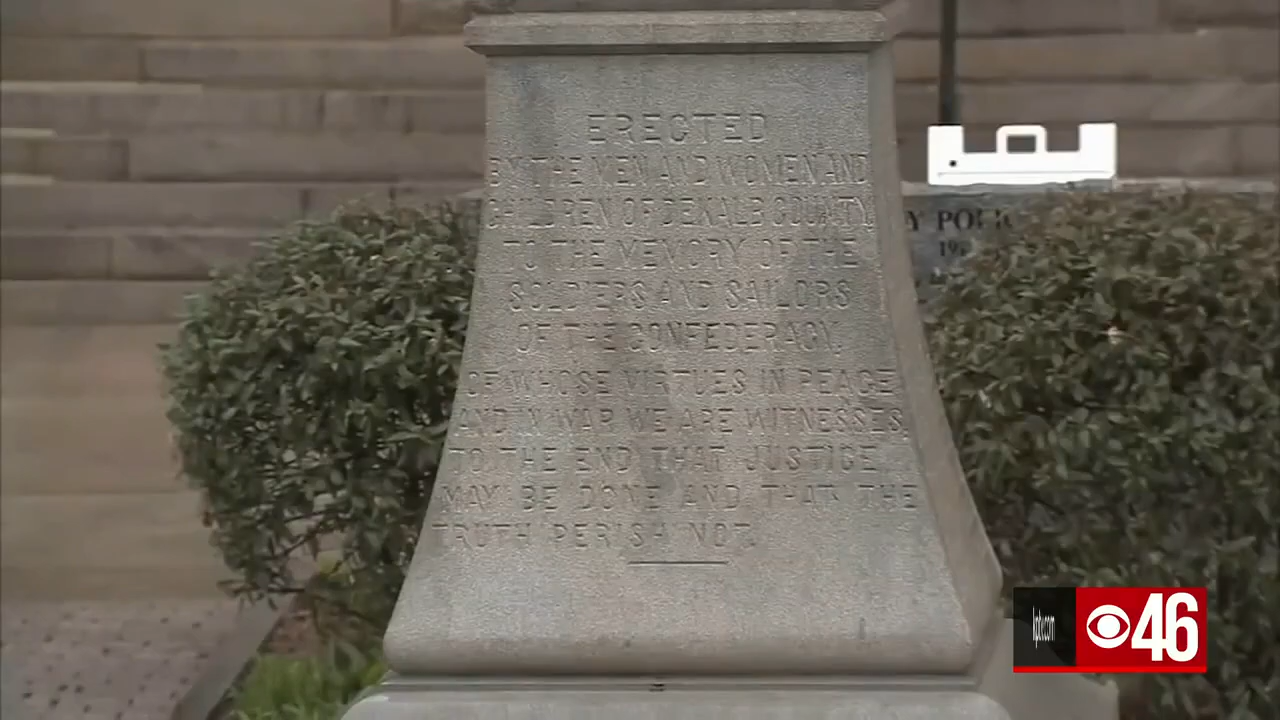 ERECTED
BY THE MEN AND WOMEN AND
CHILDREN OF DEKALB COUNTY,
TO THE MEMORY OF THE
SOLDIERS AND SAILORS
OF THE CONFEDERACY,
OF WHOSE VIRTUES IN PEACE
AND IN WAR WE ARE WITNESSES,
TO THE END THAT JUSTICE
MAY BE DONE AND THAT THE
TRUTH PERISH NOT.
Y POLIC
CBS 46